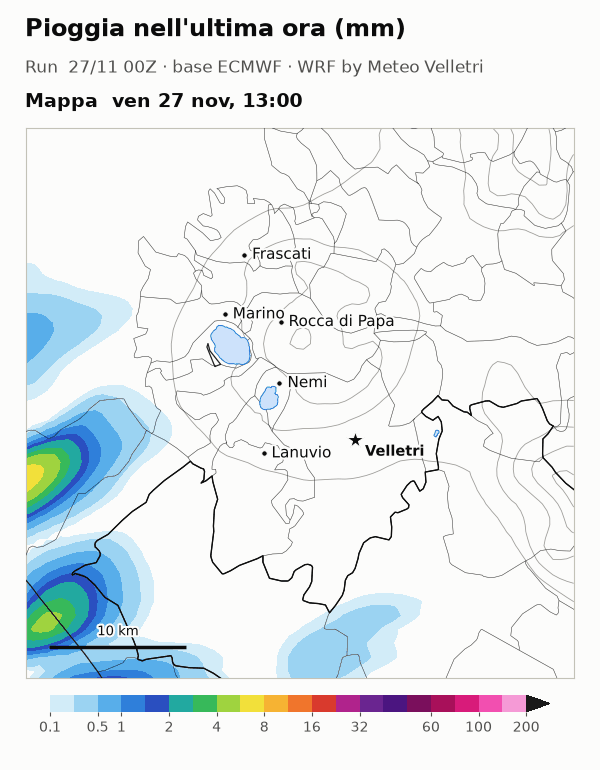 Pioggia nell'ultima ora (mm)
Run  27/11 00Z · base ECMWF · WRF by Meteo Velletri
Mappa  ven 27 nov, 13:00
Frascati
Marino
Rocca di Papa
Nemi
Velletri
Lanuvio
10 km
0.1 0.5 1 2 4 8 16 32 60 100 200